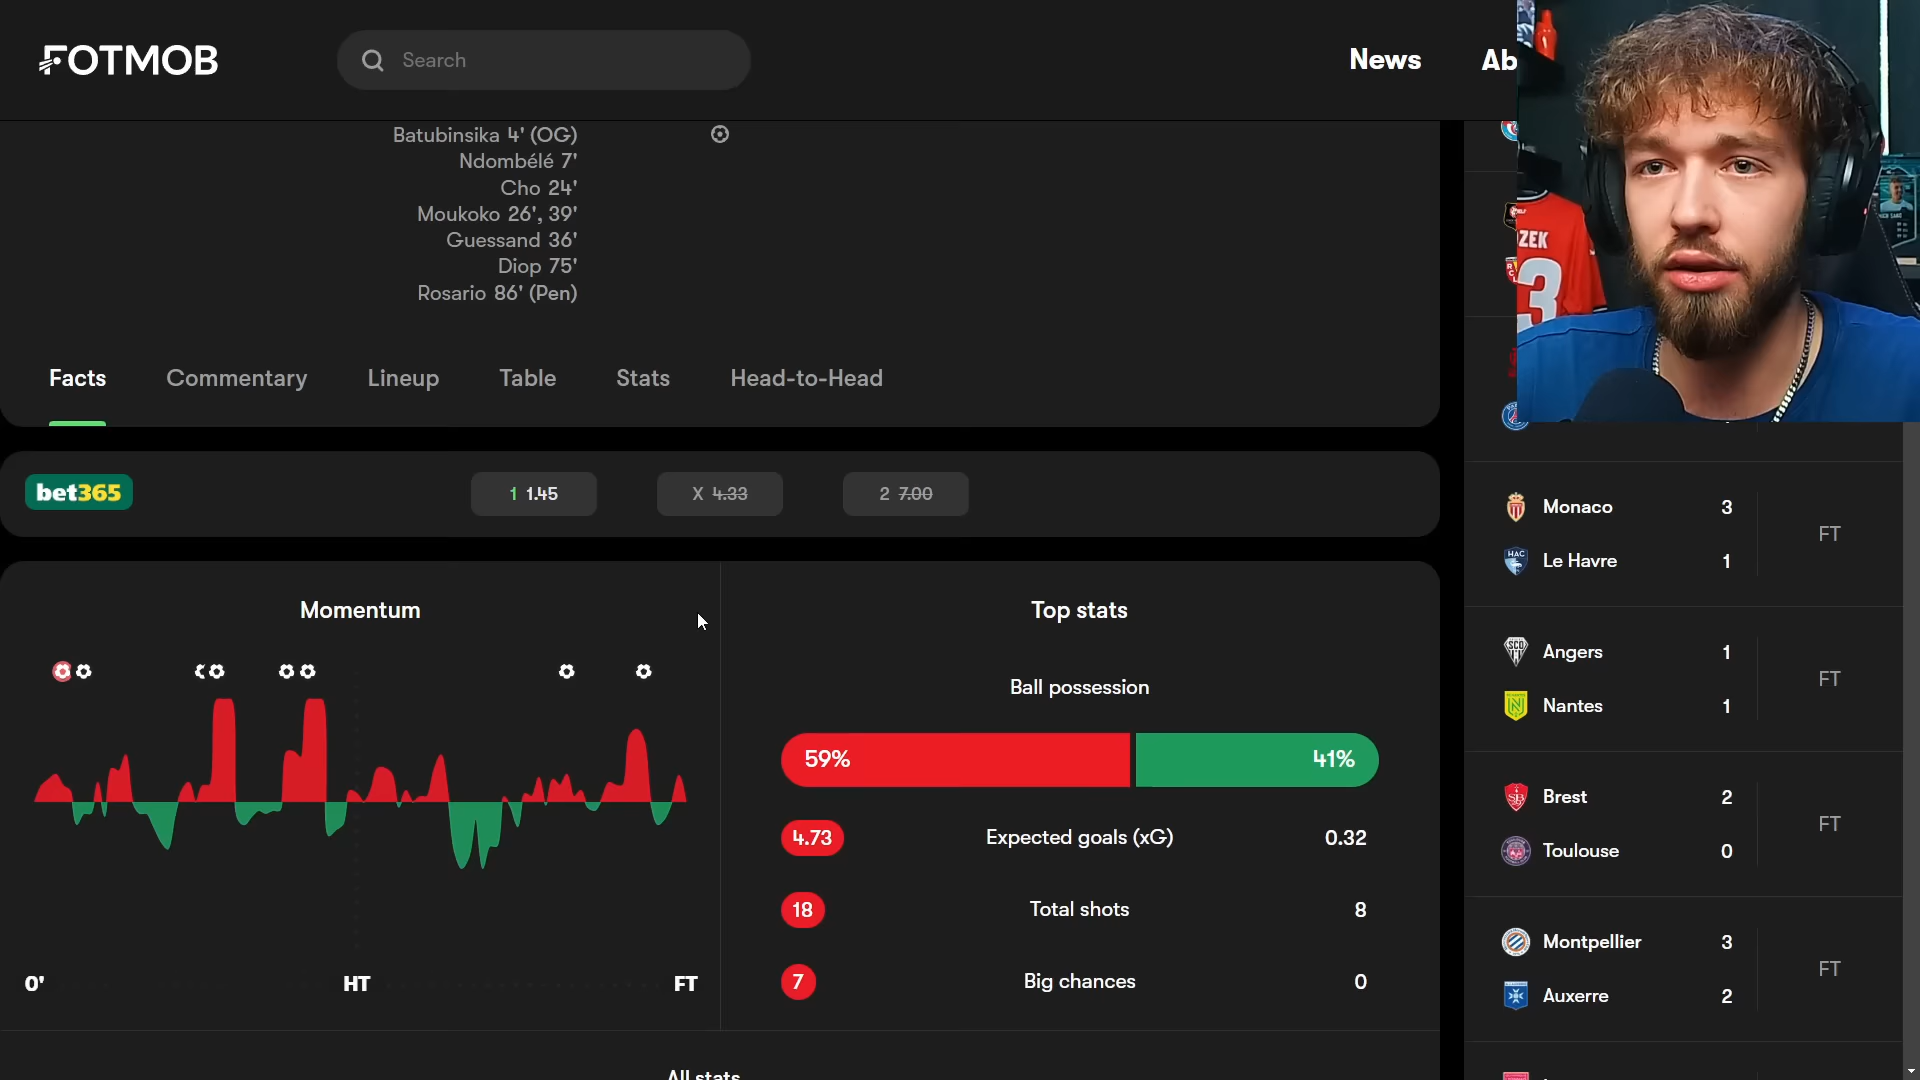 FOTMOB
Search
News
Ab
Batubinsika 4' (OG)
Ndombélé 7'
Cho 24'
Moukoko 26', 39'
Guessand 36'
Diop 75'
Rosario 86' (Pen)
Facts
Commentary
Lineup
Table
Stats
Head-to-Head
bet365
1 1.45
X 4.33
2 7.00
Momentum
0'
HT
FT
Top stats
Ball possession
59%
41%
4.73 Expected goals (xG) 0.32
18 Total shots 8
7 Big chances 0
All stats
ZEK
3
Monaco 3
FT
Le Havre 1
Angers 1
FT
Nantes 1
Brest 2
FT
Toulouse 0
Montpellier 3
FT
Auxerre 2